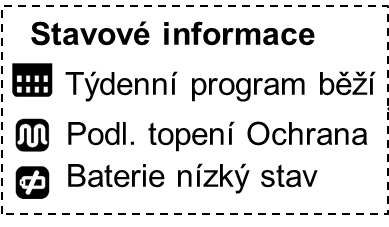 Stavové informace
Týdenní program běží
Podl. topení Ochrana
Baterie nízký stav